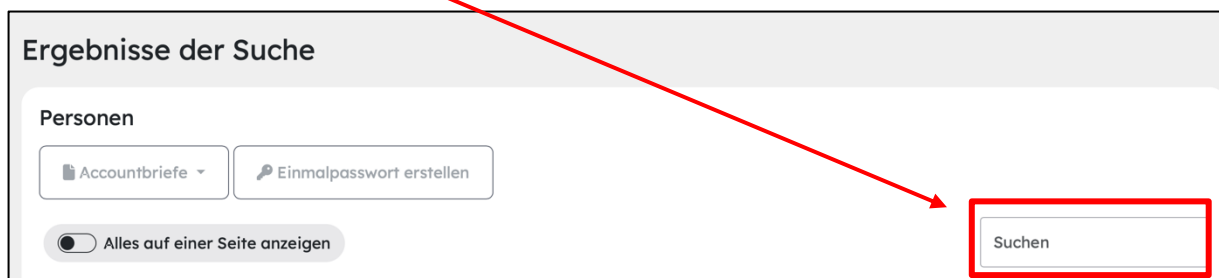 Ergebnisse der Suche
Personen
Accountbriefe
Einmalpasswort erstellen
Alles auf einer Seite anzeigen
Suchen